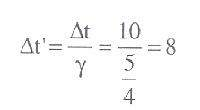 Δt' = Δt/γ = 10/(5/4) = 8